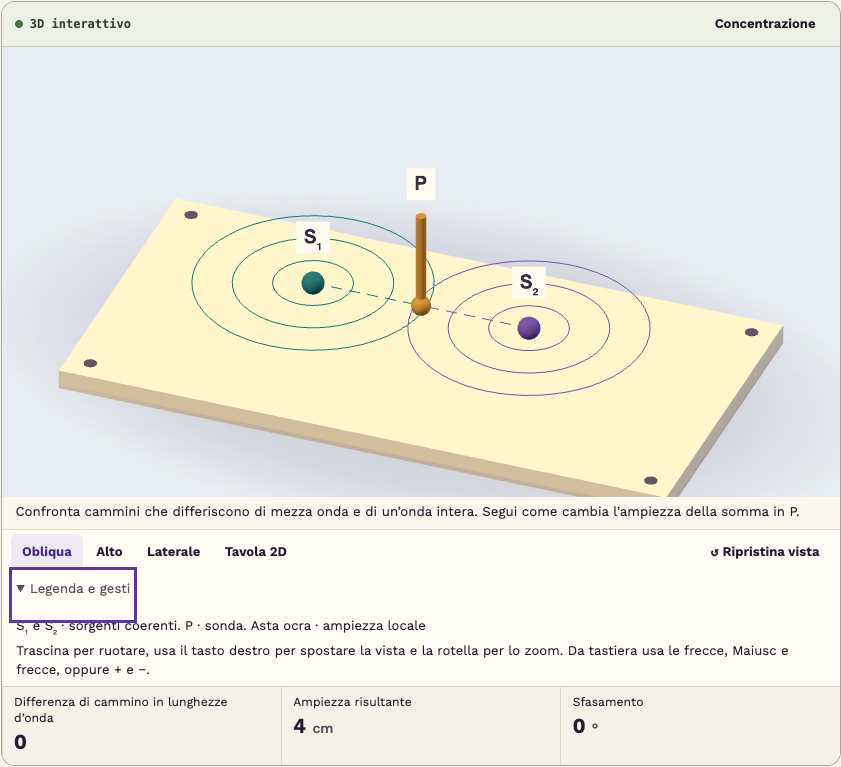 3D interattivo
Concentrazione
P
S₁
S₂
Confronta cammini che differiscono di mezza onda e di un’onda intera. Segui come cambia l’ampiezza della somma in P.
Obliqua Alto Laterale Tavola 2D ↺ Ripristina vista
▼ Legenda e gesti
S₁ e S₂ · sorgenti coerenti. P · sonda. Asta ocra · ampiezza locale
Trascina per ruotare, usa il tasto destro per spostare la vista e la rotella per lo zoom. Da tastiera usa le frecce, Maiusc e
frecce, oppure + e −.
Differenza di cammino in lunghezze
d’onda
0
Ampiezza risultante
4 cm
Sfasamento
0 °